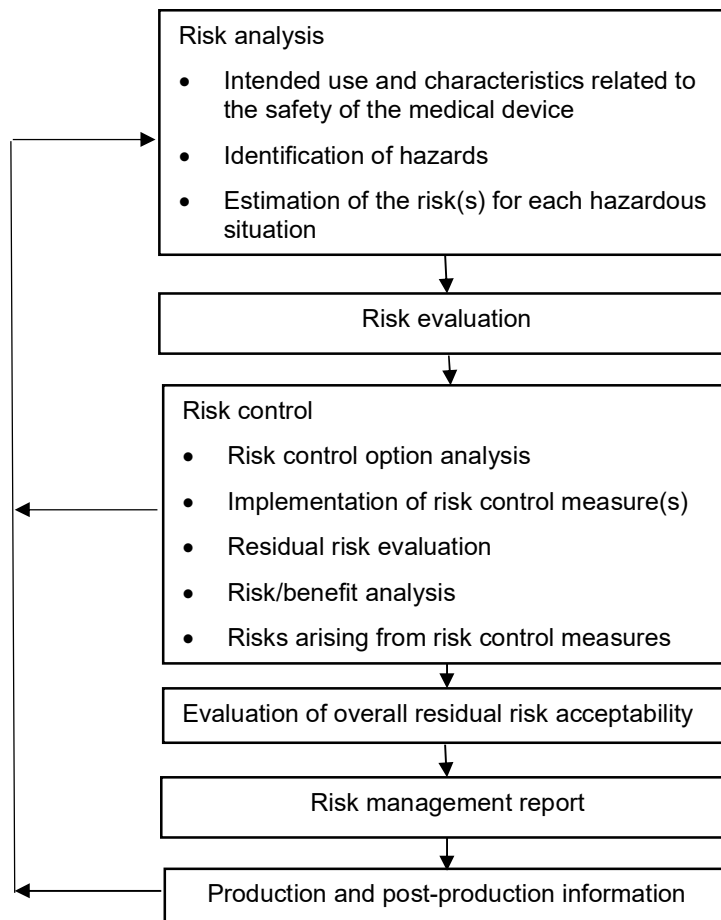 Risk analysis
• Intended use and characteristics related to
the safety of the medical device
• Identification of hazards
• Estimation of the risk(s) for each hazardous
situation
Risk evaluation
Risk control
• Risk control option analysis
• Implementation of risk control measure(s)
• Residual risk evaluation
• Risk/benefit analysis
• Risks arising from risk control measures
Evaluation of overall residual risk acceptability
Risk management report
Production and post-production information